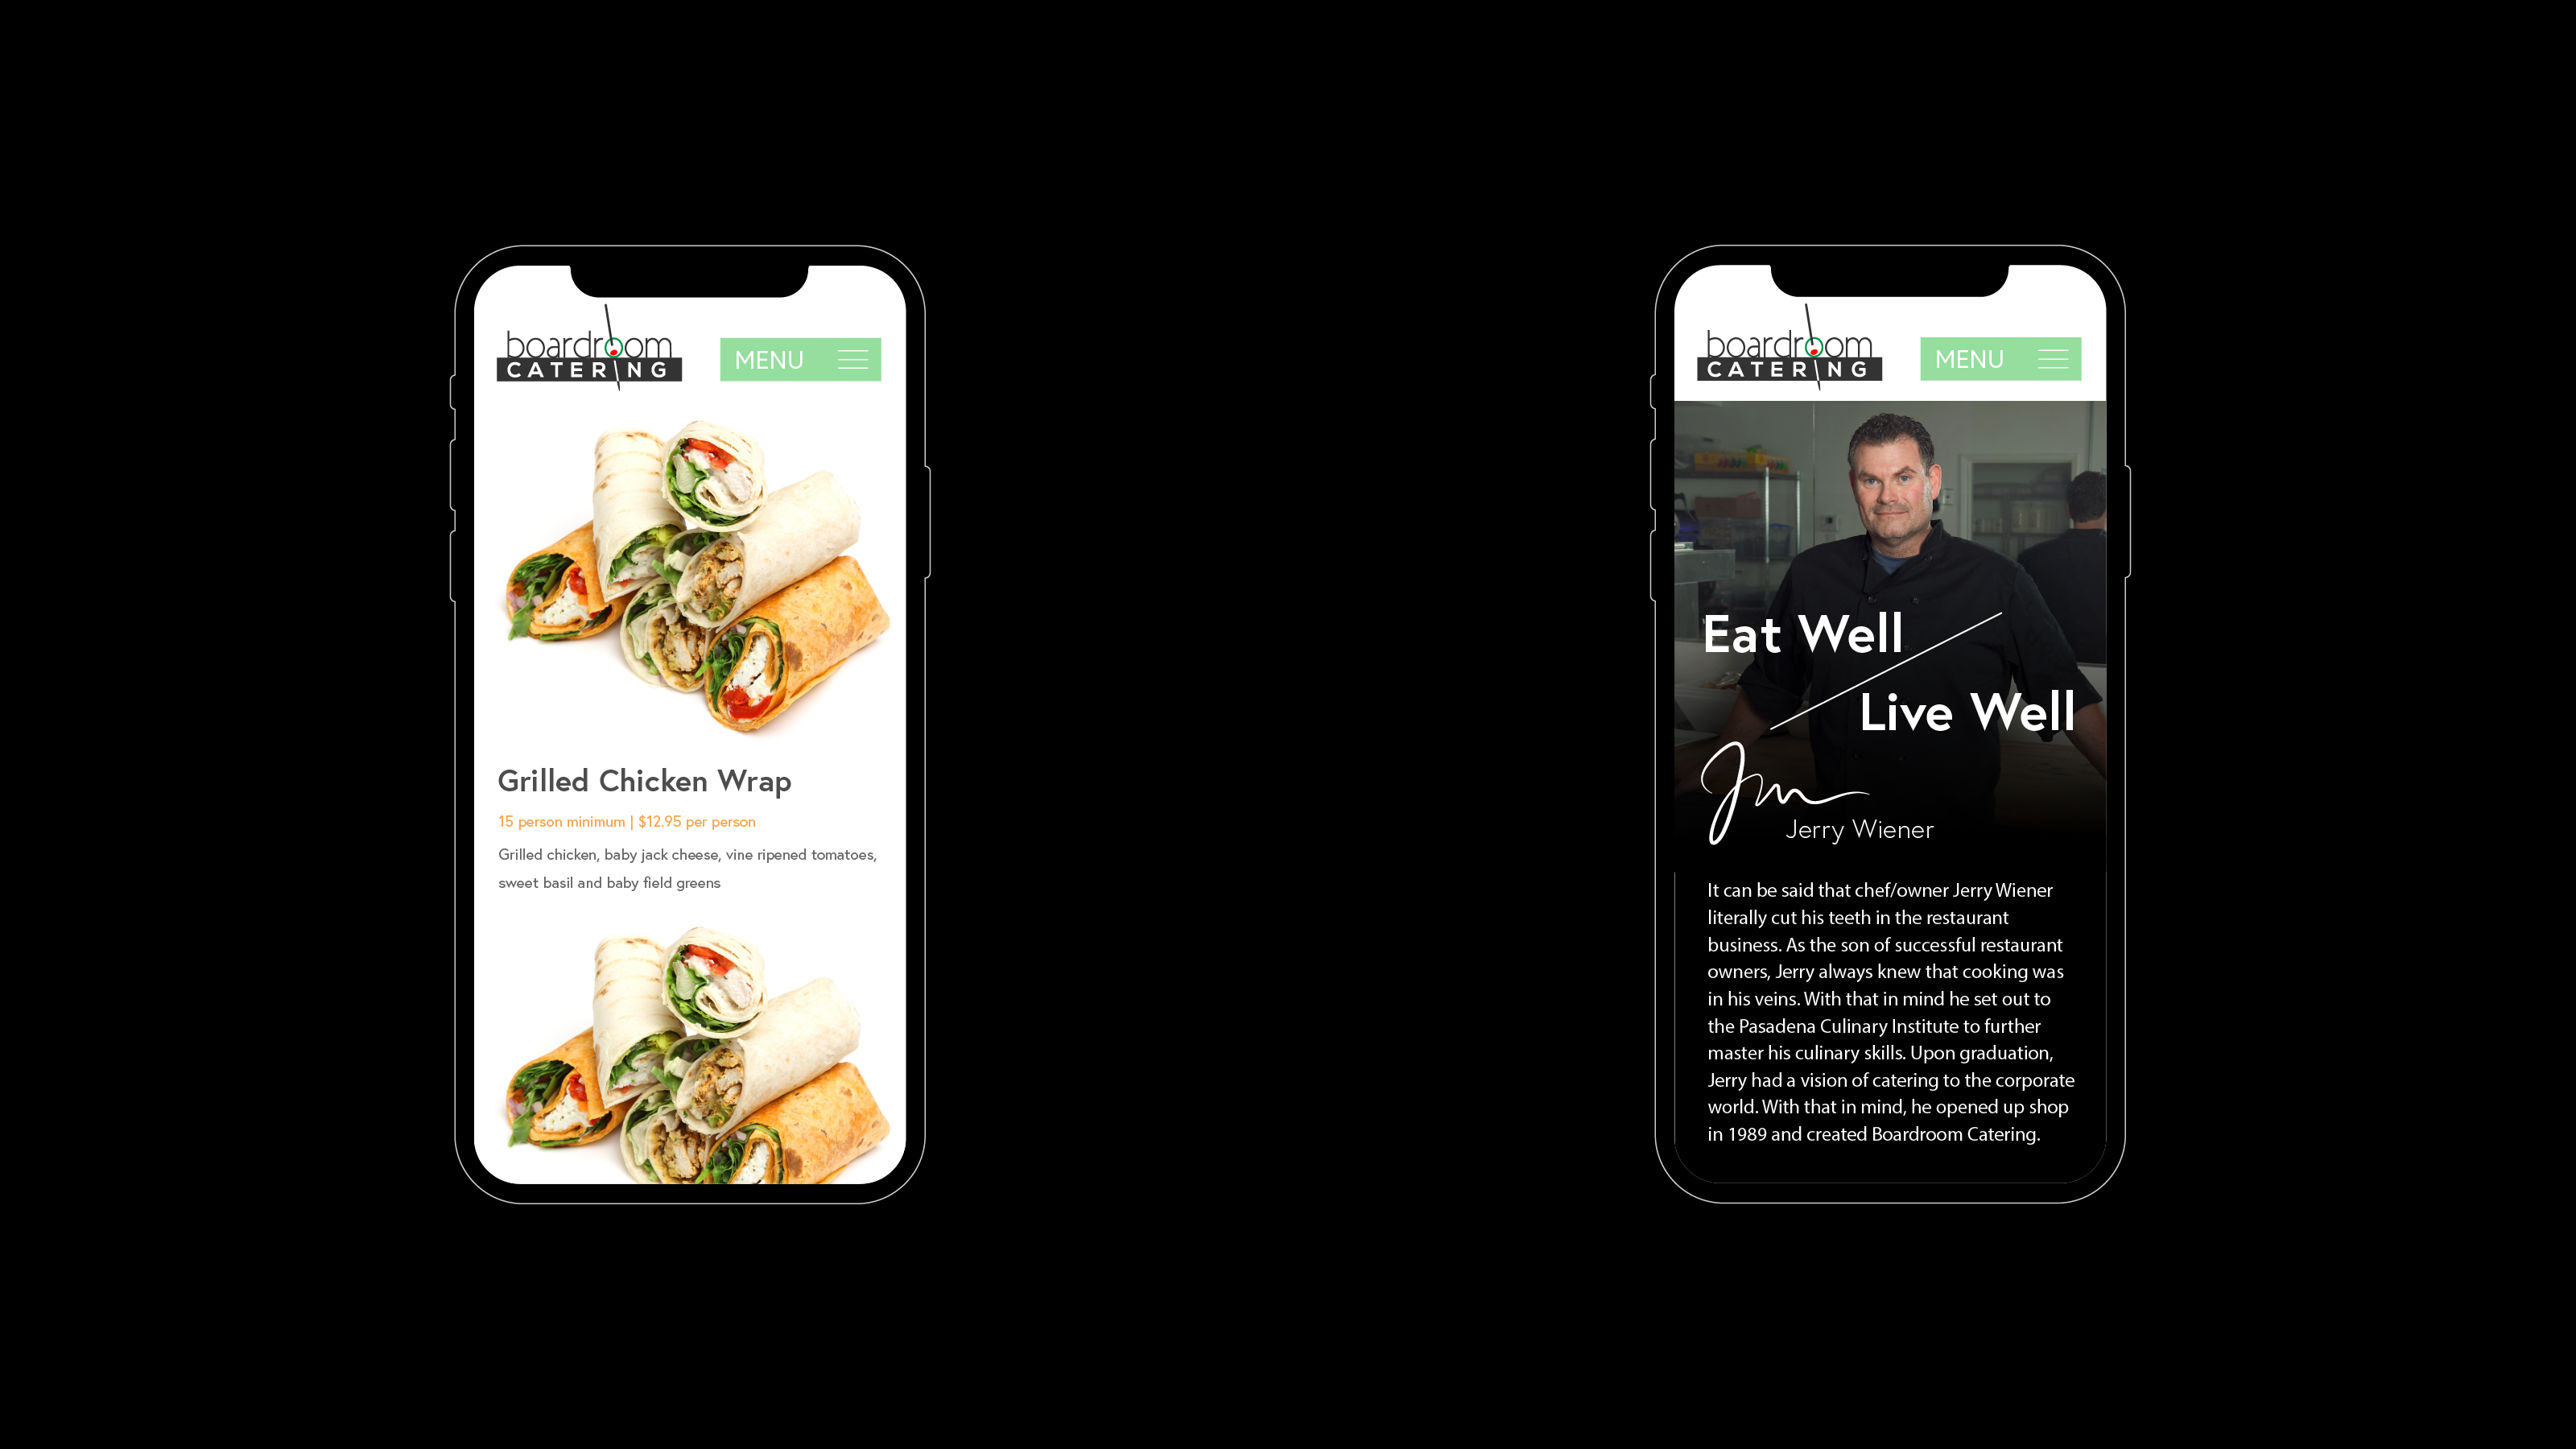 boardroom
CATERING
MENU
Grilled Chicken Wrap
15 person minimum | $12.95 per person
Grilled chicken, baby jack cheese, vine ripened tomatoes,
sweet basil and baby field greens
boardroom
CATERING
MENU
Eat Well
Live Well
Jerry Wiener
It can be said that chef/owner Jerry Wiener
literally cut his teeth in the restaurant
business. As the son of successful restaurant
owners, Jerry always knew that cooking was
in his veins. With that in mind he set out to
the Pasadena Culinary Institute to further
master his culinary skills. Upon graduation,
Jerry had a vision of catering to the corporate
world. With that in mind, he opened up shop
in 1989 and created Boardroom Catering.